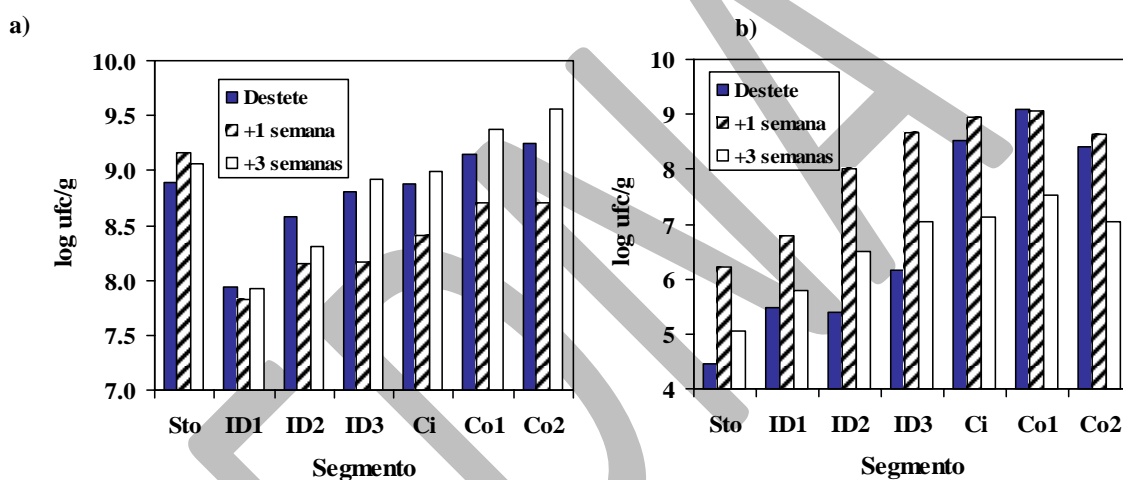 a)
10.0
9.5
9.0
8.5
8.0
7.5
7.0
log ufc/g
Destete
+1 semana
+3 semanas
Sto ID1 ID2 ID3 Ci Co1 Co2
Segmento
b)
10
9
8
7
6
5
4
log ufc/g
Destete
+1 semana
+3 semanas
Sto ID1 ID2 ID3 Ci Co1 Co2
Segmento